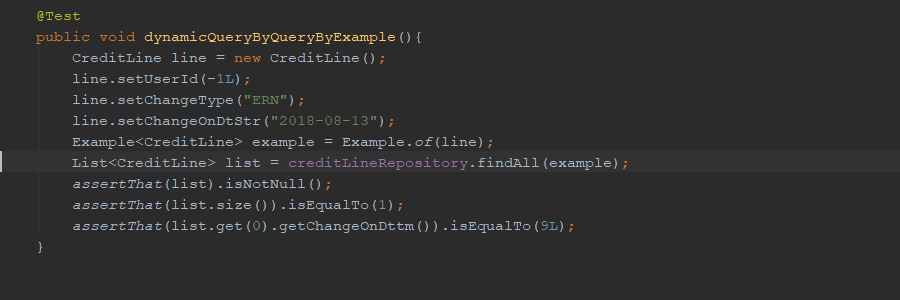 @Test
public void dynamicQueryByQueryByExample(){
CreditLine line = new CreditLine();
line.setUserId(-1L);
line.setChangeType("ERN");
line.setChangeOnDtStr("2018-08-13");
Example<CreditLine> example = Example.of(line);
List<CreditLine> list = creditLineRepository.findAll(example);
assertThat(list).isNotNull();
assertThat(list.size()).isEqualTo(1);
assertThat(list.get(0).getChangeOnDttm()).isEqualTo(9L);
}